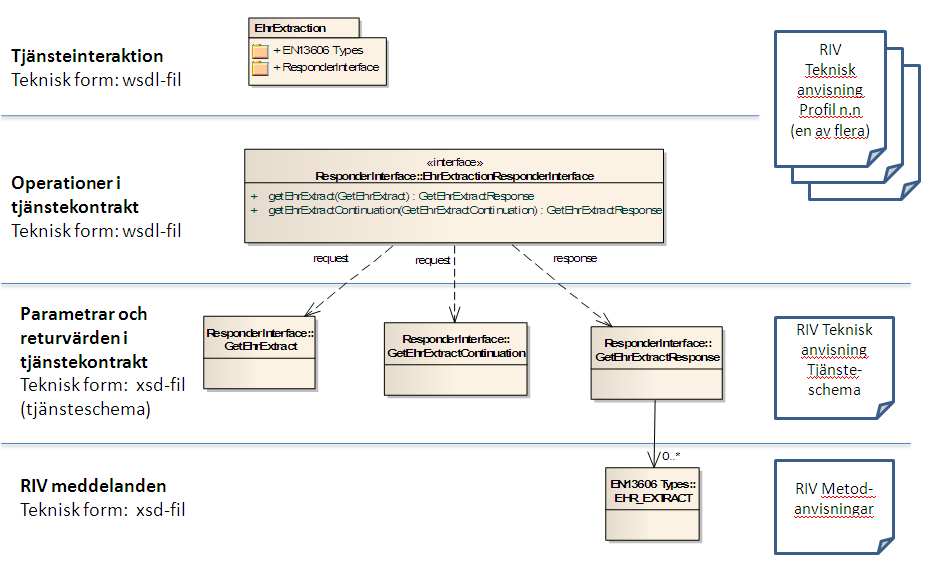 Tjänsteinteraktion
Teknisk form: wsdl-fil
EhrExtraction
+ EN13606 Types
+ ResponderInterface
RIV
Teknisk
anvisning
Profil n.n
(en av flera)
Operationer i
tjänstekontrakt
Teknisk form: wsdl-fil
«interface»
ResponderInterface::EhrExtractionResponderInterface
+ getEhrExtract(GetEhrExtract) : GetEhrExtractResponse
+ getEhrExtractContinuation(GetEhrExtractContinuation) : GetEhrExtractResponse
request
request
response
Parametrar och
returvärden i
tjänstekontrakt
Teknisk form: xsd-fil
(tjänsteschema)
ResponderInterface::
GetEhrExtract
ResponderInterface::
GetEhrExtractContinuation
ResponderInterface::
GetEhrExtractResponse
RIV Teknisk
anvisning
Tjänste-
schema
0..*
RIV meddelanden
Teknisk form: xsd-fil
EN13606 Types::
EHR_EXTRACT
RIV Metod-
anvisningar